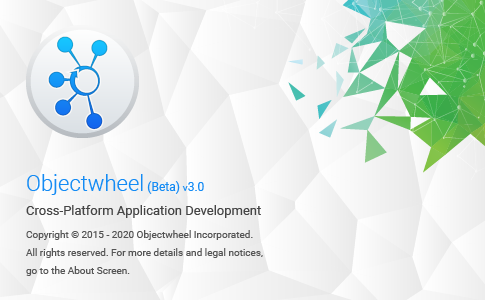 Objectwheel (Beta) v3.0
Cross-Platform Application Development
Copyright © 2015 - 2020 Objectwheel Incorporated.
All rights reserved. For more details and legal notices,
go to the About Screen.